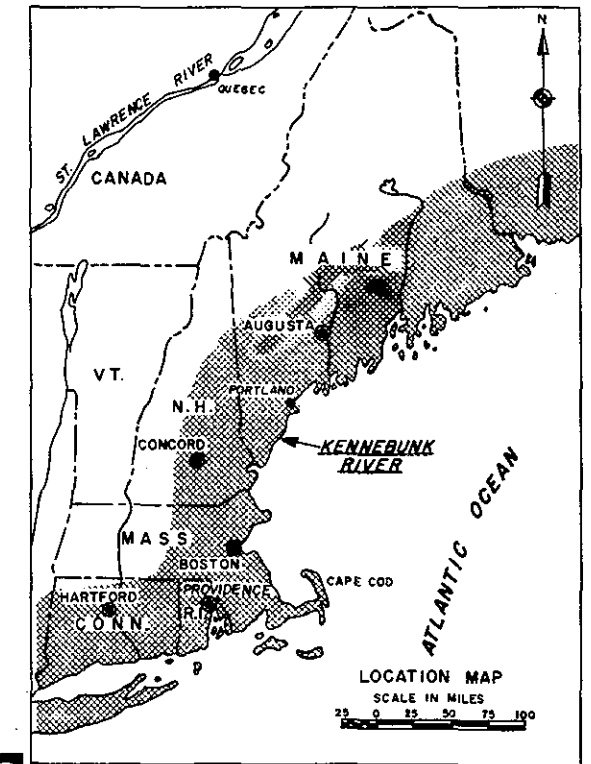 N
ST. LAWRENCE RIVER
QUEBEC
CANADA
MAINE
AUGUSTA
VT.
PORTLAND
N.H.
CONCORD
KENNEBUNK
RIVER
MASS
BOSTON
HARTFORD
PROVIDENCE
CAPE COD
CONN.
R.I.
ATLANTIC OCEAN
LOCATION MAP
SCALE IN MILES
25 0 25 50 75 100